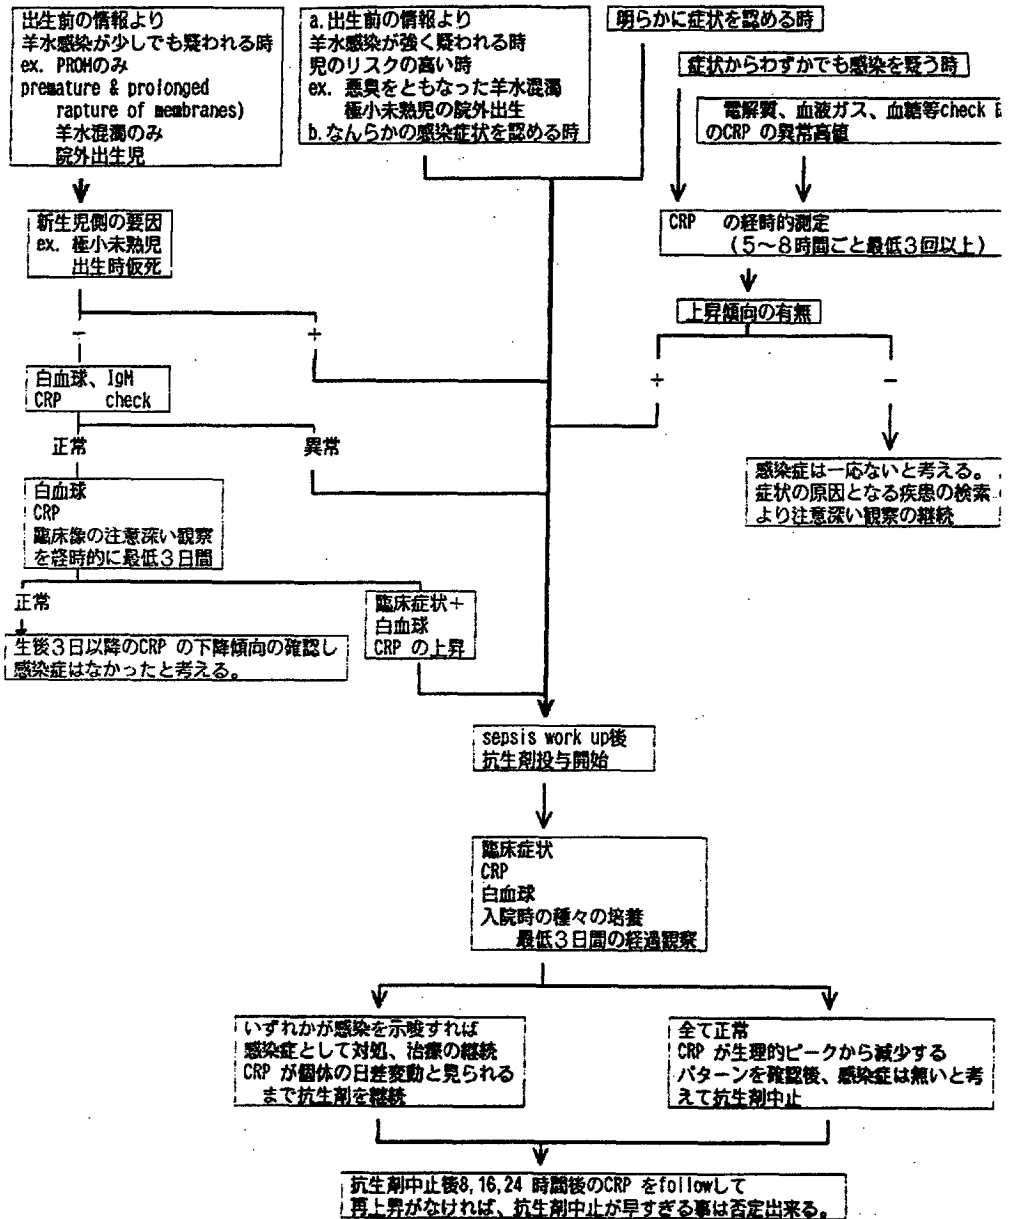 出生前の情報より
羊水感染が少しでも疑われる時
ex. PROMのみ
premature & prolonged
rapture of membranes)
羊水混濁のみ
院外出生児
a.出生前の情報より
羊水感染が強く疑われる時
児のリスクの高い時
ex. 悪臭をともなった羊水混濁
極小未熟児の院外出生
b.なんらかの感染症状を認める時
明らかに症状を認める時
症状からわずかでも感染を疑う時
電解質、血液ガス、血糖等check
のCRP の異常高値
新生児側の要因
ex. 極小未熟児
出生時仮死
CRP の経時的測定
(5〜8時間ごと最低3回以上)
上昇傾向の有無
−
+
白血球、IgM
CRP check
+
−
正常
異常
感染症は一応ないと考える。
症状の原因となる疾患の検索
より注意深い観察の継続
白血球
CRP
臨床像の注意深い観察
を経時的に最低3日間
正常
臨床症状+
白血球
CRP の上昇
生後3日以降のCRP の下降傾向の確認し
感染症はなかったと考える。
sepsis work up後
抗生剤投与開始
臨床症状
CRP
白血球
入院時の種々の培養
最低3日間の経過観察
いずれかが感染を示唆すれば
感染症として対処、治療の継続
CRP が個体の日差変動と見られる
まで抗生剤を継続
全て正常
CRP が生理的ピークから減少する
パターンを確認後、感染症は無いと考
えて抗生剤中止
抗生剤中止後8,16,24 時間後のCRP をfollowして
再上昇がなければ、抗生剤中止が早すぎる事は否定出来る。